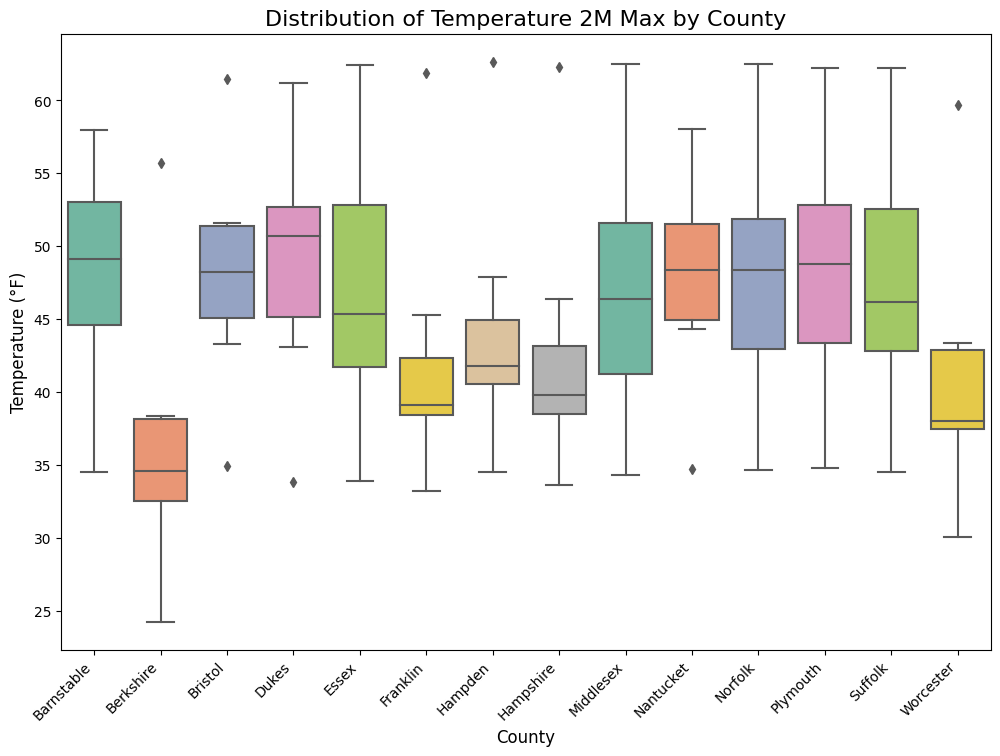 Distribution of Temperature 2M Max by County
Temperature (°F)
60
55
50
45
40
35
30
25
Barnstable
Berkshire
Bristol
Dukes
Essex
Franklin
Hampden
Hampshire
Middlesex
Nantucket
Norfolk
Plymouth
Suffolk
Worcester
County